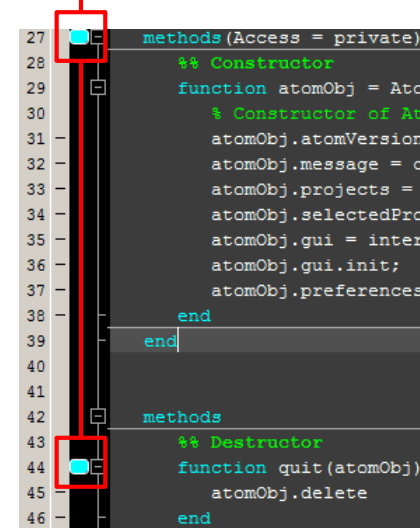 27 methods(Access = private)
28 %% Constructor
29 function atomObj =
30 % Constructor of
31 - atomObj.atomVersion
32 - atomObj.message =
33 - atomObj.projects =
34 - atomObj.selectedPro
35 - atomObj.gui = inter
36 - atomObj.gui.init;
37 - atomObj.preferences
38 - end
39 end
40
41
42 methods
43 %% Destructor
44 function quit(atomObj)
45 - atomObj.delete
46 - end